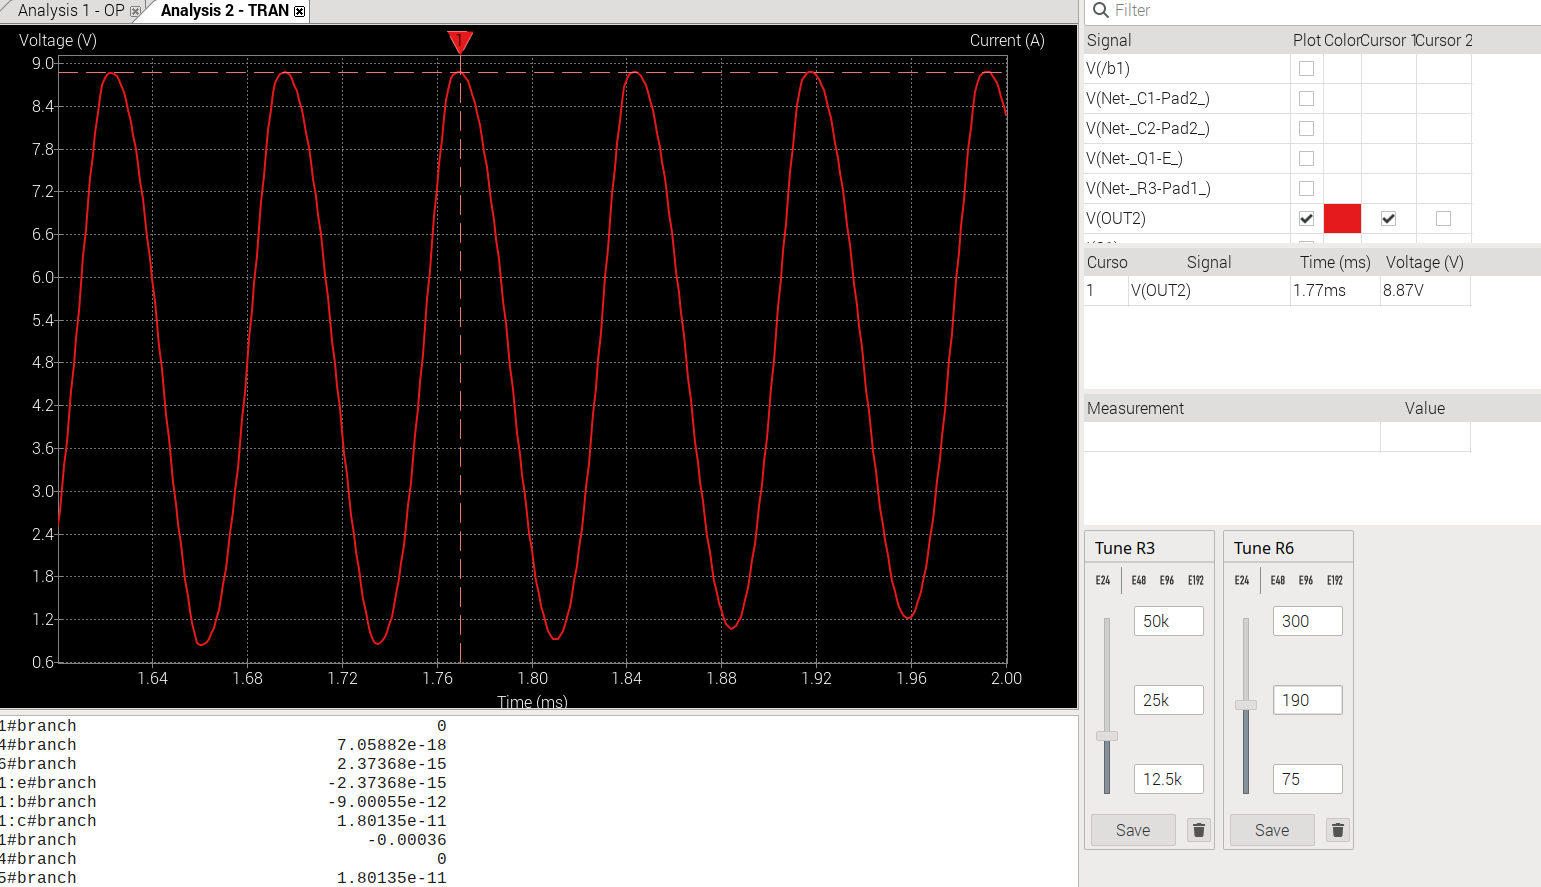 Analysis 1 - OP
Analysis 2 - TRAN
Voltage (V)
1
Current (A)
9.0
8.4
7.8
7.2
6.6
6.0
5.4
4.8
4.2
3.6
3.0
2.4
1.8
1.2
0.6
1.64 1.68 1.72 1.76 1.80 1.84 1.88 1.92 1.96 2.00
Time (ms)
1#branch 0
4#branch 7.05882e-18
6#branch 2.37368e-15
1:e#branch -2.37368e-15
1:b#branch -9.00055e-12
1:c#branch 1.80135e-11
1#branch -0.00036
4#branch 0
5#branch 1.80135e-11
Filter
Signal Plot Color Cursor 1 Cursor 2
V(/b1)
V(Net-_C1-Pad2_)
V(Net-_C2-Pad2_)
V(Net-_Q1-E_)
V(Net-_R3-Pad1_)
V(OUT2)
Curso Signal Time (ms) Voltage (V)
1 V(OUT2) 1.77ms 8.87V
Measurement Value
Tune R3
E24 E48 E96 E192
50k
25k
12.5k
Save
Tune R6
E24 E48 E96 E192
300
190
75
Save